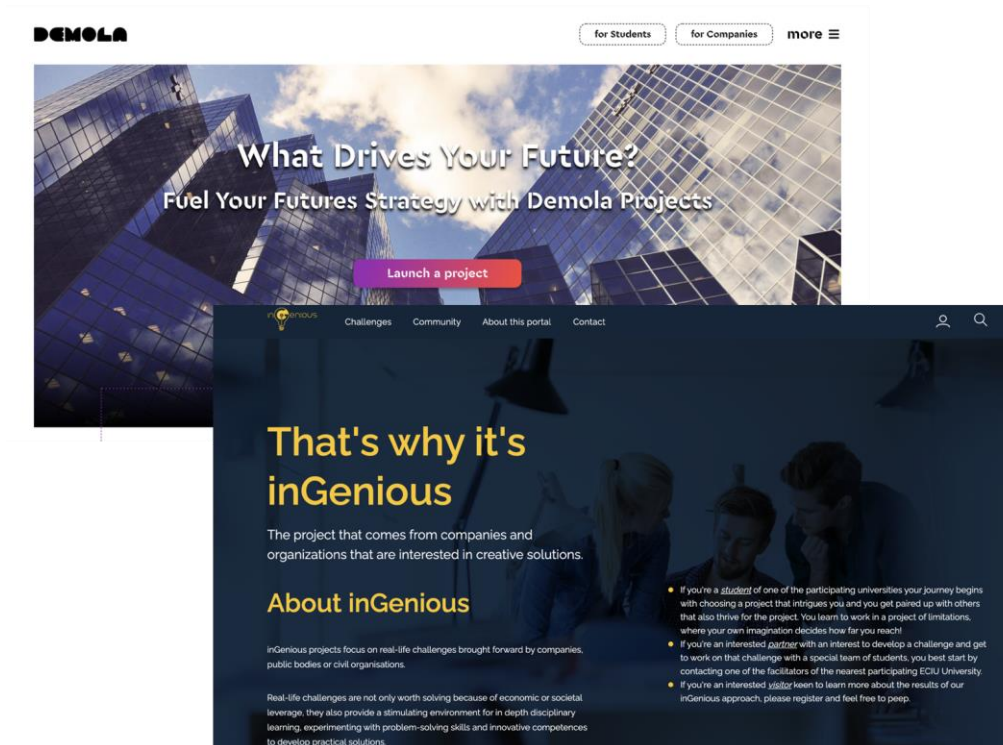 DEMOLA
for Students
for Companies
more
What Drives Your Future?
Fuel Your Futures Strategy with Demola Projects
Launch a project
inGenious
Challenges
Community
About this portal
Contact
That's why it's
inGenious
The project that comes from companies and
organizations that are interested in creative solutions.
About inGenious
inGenious projects focus on real-life challenges brought forward by companies,
public bodies or civil organisations.
Real-life challenges are not only worth solving because of economic or societal
leverage, they also provide a stimulating environment for in depth disciplinary
learning, experimenting with problem-solving skills and innovative competences
to develop practical solutions.
If you're a student of one of the participating universities your journey begins
with choosing a project that intrigues you and you get paired up with others
that also thrive for the project. You learn to work in a project of limitations,
where your own imagination decides how far you reach!
If you're an interested partner with an interest to develop a challenge and get
to work on that challenge with a special team of students, you best start by
contacting one of the facilitators of the nearest participating ECIU University.
If you're an interested visitor keen to learn more about the results of our
inGenious approach, please register and feel free to peep.